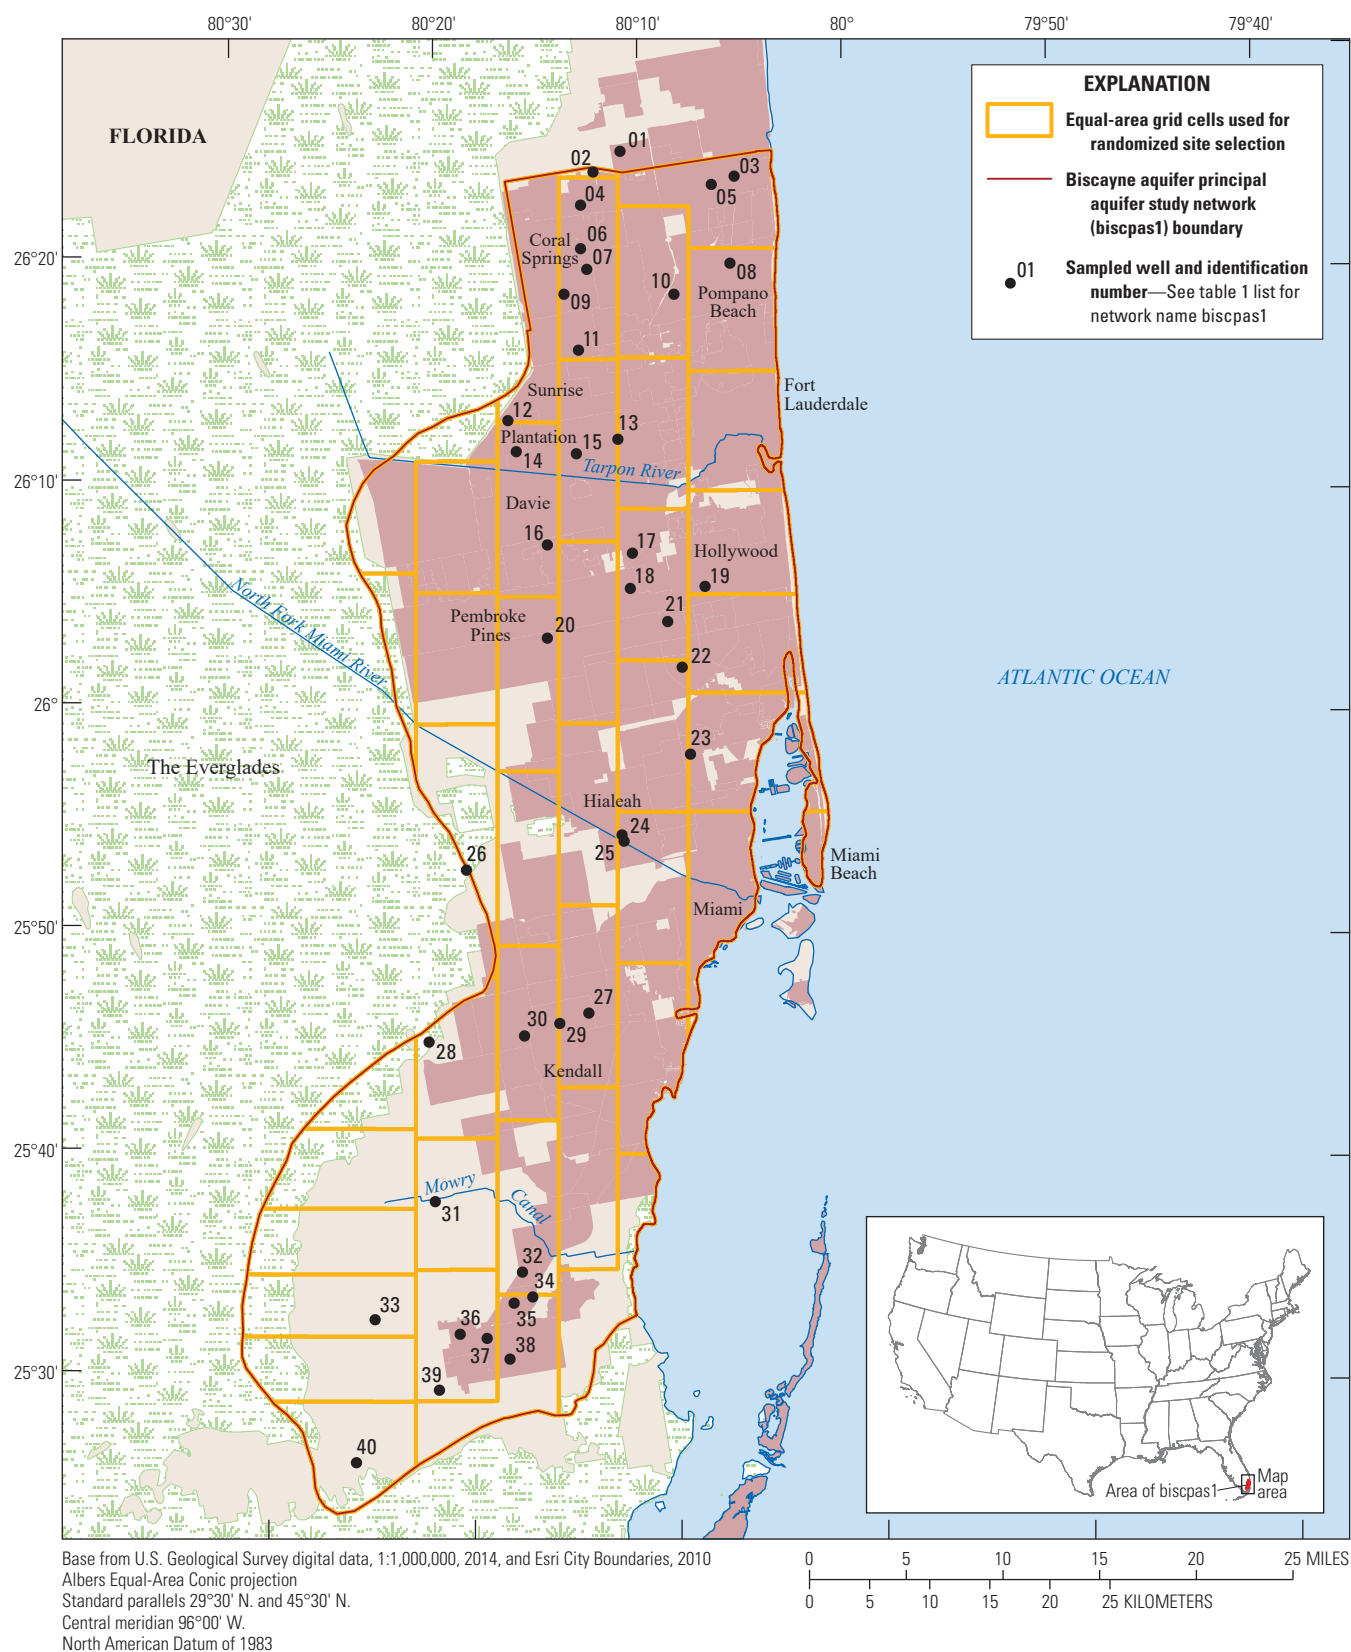 80°30'
80°20'
80°10'
80°
79°50'
79°40'
EXPLANATION
Equal-area grid cells used for
randomized site selection
Biscayne aquifer principal
aquifer study network
(biscpas1) boundary
01
Sampled well and identification
number—See table 1 list for
network name biscpas1
FLORIDA
01
02
03
04
05
06
Coral
Springs
07
08
26°20'
09
10
Pompano
Beach
11
Sunrise
Fort
Lauderdale
12
13
Plantation
15
14
Tarpon River
26°10'
Davie
16
17
Hollywood
18
19
North Fork Miami River
21
Pembroke
Pines
20
22
ATLANTIC OCEAN
26°
23
The Everglades
Hialeah
24
25
26
Miami
Beach
Miami
25°50'
27
30
29
28
Kendall
25°40'
Mowry
Canal
31
32
34
33
36
35
37
38
25°30'
39
40
Map
area
Area of biscpas1
Base from U.S. Geological Survey digital data, 1:1,000,000, 2014, and Esri City Boundaries, 2010
Albers Equal-Area Conic projection
Standard parallels 29°30' N. and 45°30' N.
Central meridian 96°00' W.
North American Datum of 1983
0 5 10 15 20 25 MILES
0 5 10 15 20 25 KILOMETERS